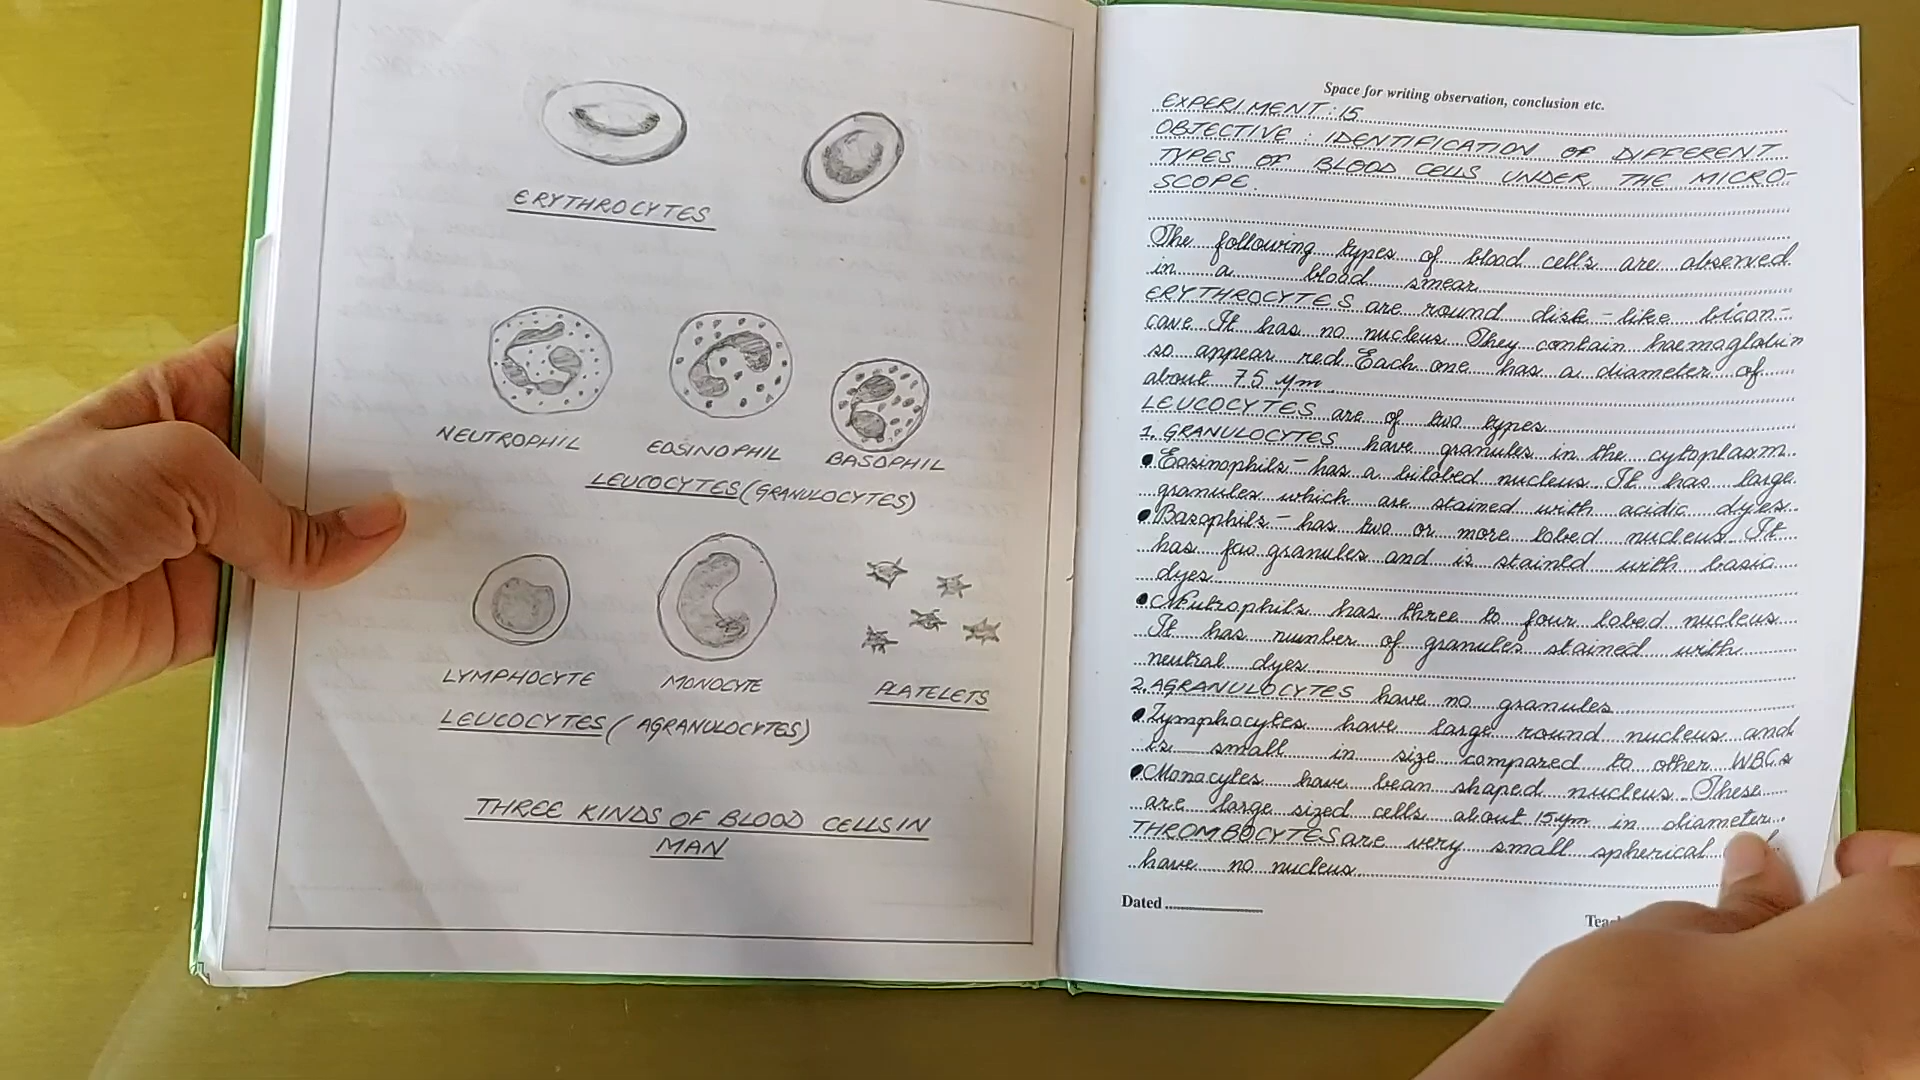 ERYTHROCYTES
NEUTROPHIL
EOSINOPHIL
BASOPHIL
LEUCOCYTES (GRANULOCYTES)
LYMPHOCYTE
MONOCYTE
PLATELETS
LEUCOCYTES (AGRANULOCYTES)
THREE KINDS OF BLOOD CELLS IN
MAN
Space for writing observation, conclusion etc.
EXPERIMENT : 15
OBJECTIVE : IDENTIFICATION OF DIFFERENT
TYPES OF BLOOD CELLS UNDER THE MICRO-
SCOPE.
The following types of blood cells are observed
in a blood smear.
ERYTHROCYTES are round disk-like bicon-
cave. It has no nucleus. They contain haemaglobin
so appear red. Each one has a diameter of
about 7.5 ym
LEUCOCYTES are of two types.
1. GRANULOCYTES have granules in the cytoplasm.
• Eosinophils - has a bilobed nucleus. It has large
granules which are stained with acidic dyes.
• Basophils - has two or more lobed nucleus. It
has few granules and is stained with basic
dyes.
• Neutrophils has three to four lobed nucleus.
It has number of granules stained with
neutral dyes.
2. AGRANULOCYTES have no granules.
• Lymphocytes have large round nucleus and
is small in size compared to other WBCs
• Monocytes have bean shaped nucleus. These
are large sized cells about 15 ym in diameter.
THROMBOCYTES are very small spherical
have no nucleus.
Dated